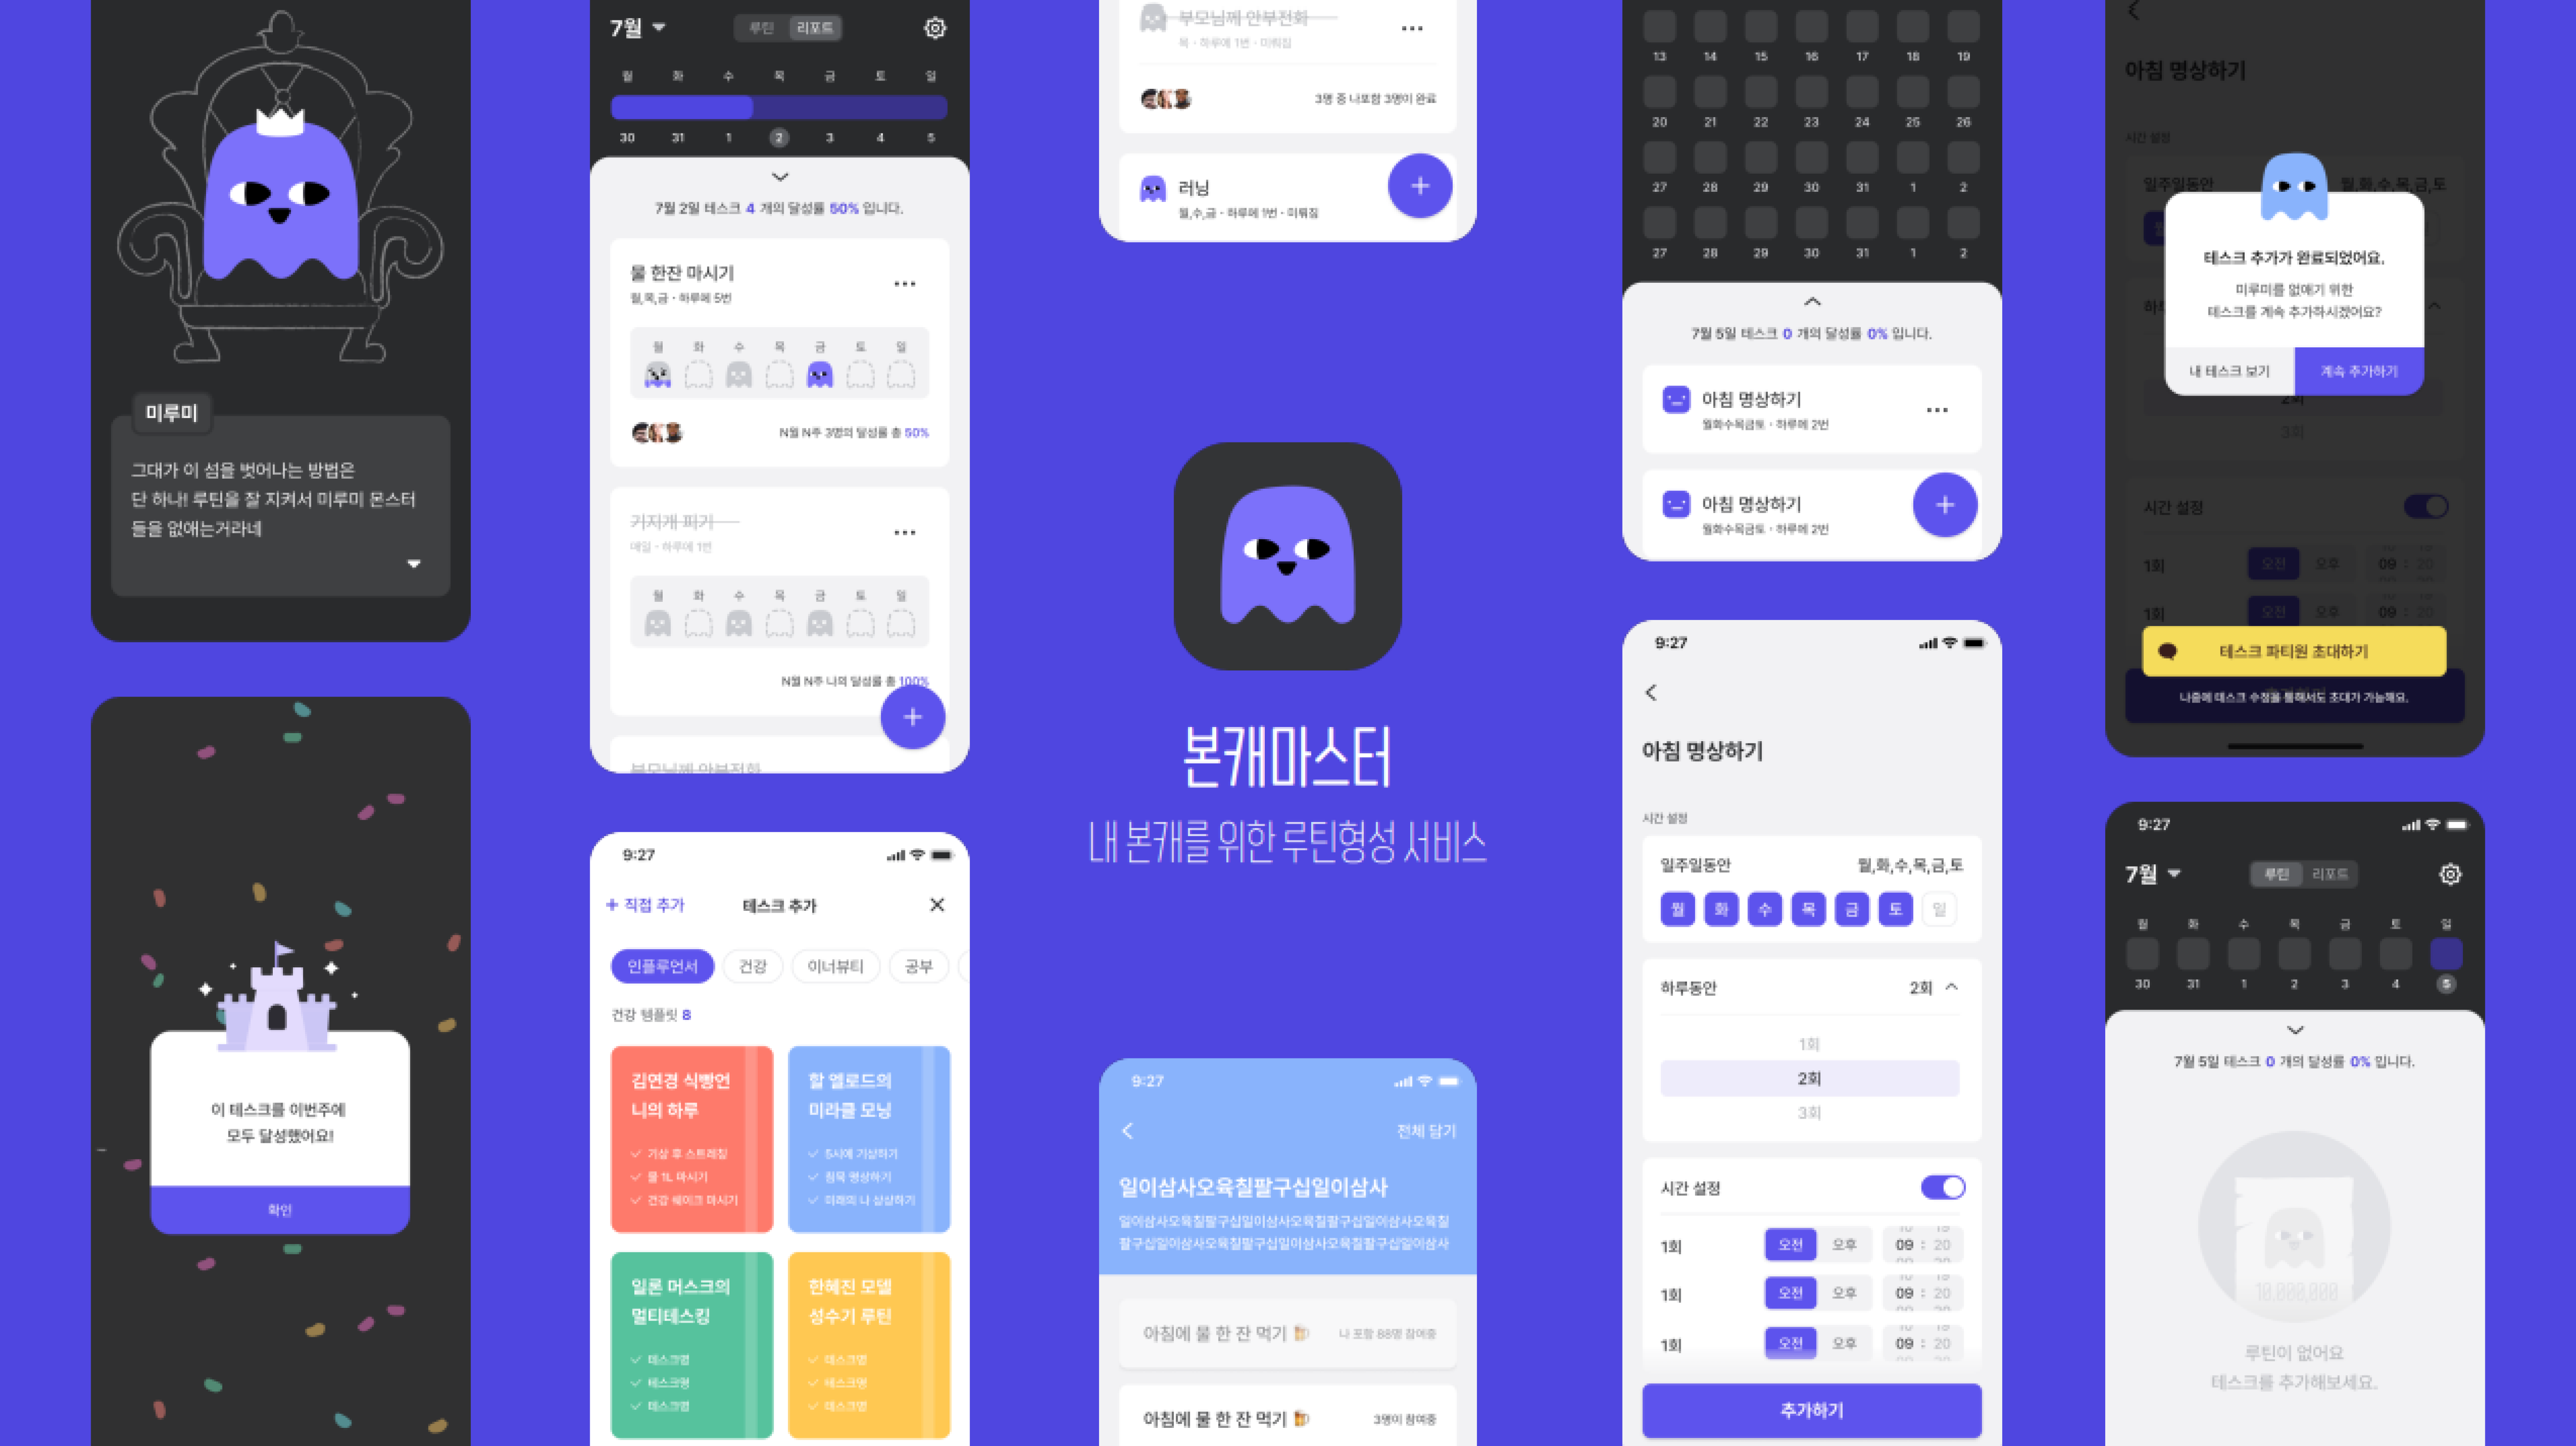 미루미
그대가 이 섬을 벗어나는 방법은
단 하나! 루틴을 잘 지켜서 미루미 몬스터
들을 없애는거라네
이 테스크를 이번주에
모두 달성했어요!
확인
7월
루틴 리포트
월 화 수 목 금 토 일
30 31 1 2 3 4 5
7월 2일 테스크 4 개의 달성률 50% 입니다.
물 한잔 마시기
월,목,금 · 하루에 5번
월 화 수 목 금 토 일
N월 N주 3명의 달성률 총 50%
기지개 피기
매일 · 하루에 1번
월 화 수 목 금 토 일
N월 N주 나의 달성률 총 100%
부모님께 안부전화
9:27
+ 직접 추가 테스크 추가
인플루언서 건강 이너뷰티 공부
건강 템플릿 8
김연경 식빵언
니의 하루
기상 후 스트레칭
물 1L 마시기
건강 쉐이크 마시기
할 엘로드의
미라클 모닝
5시에 기상하기
침묵 명상하기
미래의 나 상상하기
일론 머스크의
멀티테스킹
테스크명
테스크명
테스크명
한혜진 모델
성수기 루틴
테스크명
테스크명
테스크명
부모님께 안부전화
목 · 하루에 1번 · 미뤄짐
3명 중 나포함 3명이 완료
러닝
월,수,금 · 하루에 1번 · 미뤄짐
본캐마스터
내 본캐를 위한 루틴형성 서비스
9:27
전체 담기
일이삼사오육칠팔구십일이삼사
일이삼사오육칠팔구십일이삼사오육칠팔구십일이삼사오육칠
팔구십일이삼사오육칠팔구십일이삼사오육칠팔구십일이삼사
아침에 물 한 잔 먹기 🍺 나 포함 88명 참여중
아침에 물 한 잔 먹기 🍺 3명이 참여중
13 14 15 16 17 18 19
20 21 22 23 24 25 26
27 28 29 30 31 1 2
27 28 29 30 31 1 2
7월 5일 테스크 0 개의 달성률 0% 입니다.
아침 명상하기
월화수목금토 · 하루에 2번
아침 명상하기
월화수목금토 · 하루에 2번
9:27
아침 명상하기
시간 설정
일주일동안 월,화,수,목,금,토
월 화 수 목 금 토 일
하루동안 2회
1회
2회
3회
시간 설정
1회 오전 오후 09 : 20
1회 오전 오후 09 : 20
1회 오전 오후 09 : 20
추가하기
아침 명상하기
시간 설정
일주일동안 월,화,수,목,금,토
테스크 추가가 완료되었어요.
미루미를 없애기 위한
테스크를 계속 추가하시겠어요?
내 테스크 보기 계속 추가하기
2회
3회
시간 설정
1회 오전 오후 09 : 20
1회 오전 오후 09 : 20
테스크 파티원 초대하기
나중에 테스크 수정을 통해서도 초대가 가능해요.
9:27
7월
루틴 리포트
월 화 수 목 금 토 일
30 31 1 2 3 4 5
7월 5일 테스크 0 개의 달성률 0% 입니다.
10,000,000
루틴이 없어요
테스크를 추가해보세요.